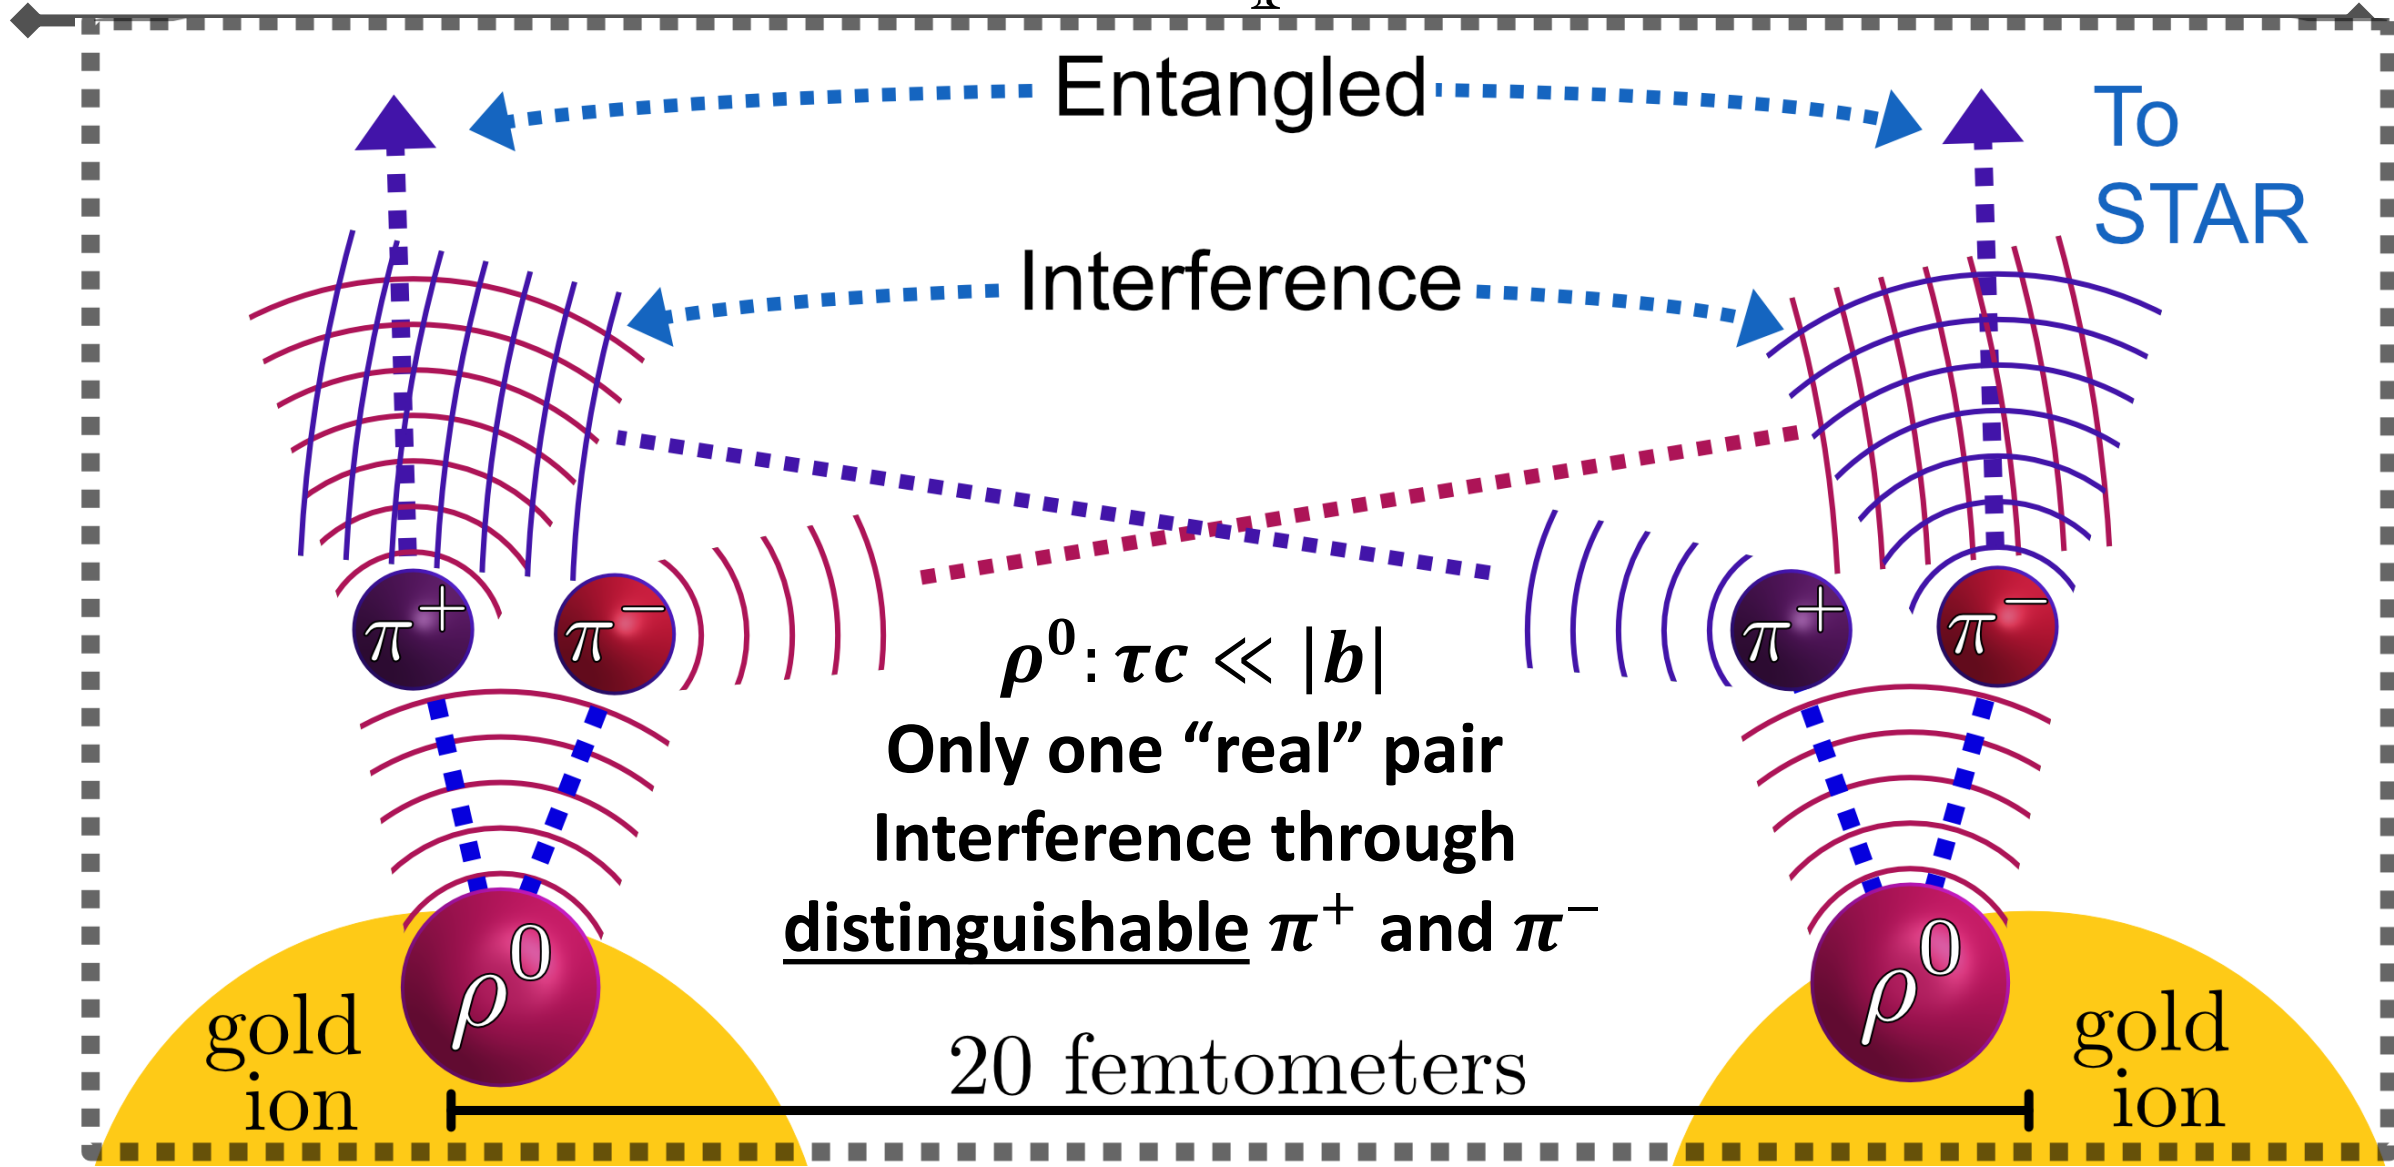 Entangled
To
STAR
Interference
π⁺
π⁻
π⁺
π⁻
ρ⁰: τc ≪ |b|
Only one “real” pair
Interference through
distinguishable π⁺ and π⁻
ρ⁰
ρ⁰
gold
ion
20 femtometers
gold
ion